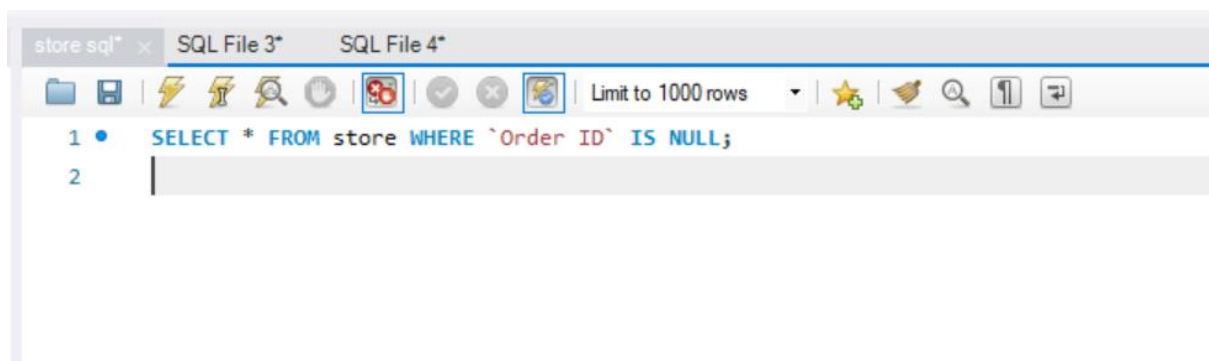 store sql* × SQL File 3* SQL File 4*
Limit to 1000 rows
1 SELECT * FROM store WHERE `Order ID` IS NULL;
2